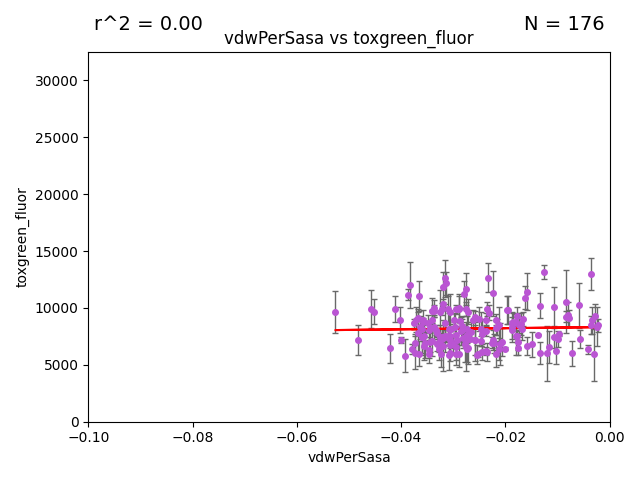 r^2 = 0.00
N = 176
vdwPerSasa vs toxgreen_fluor
30000
25000
20000
15000
10000
5000
0
toxgreen_fluor
−0.10
−0.08
−0.06
−0.04
−0.02
0.00
vdwPerSasa